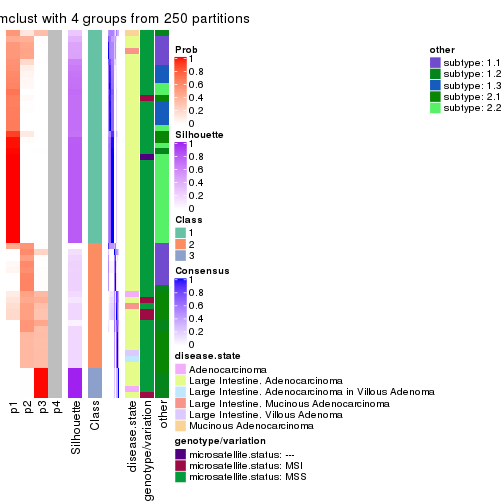 mclust with 4 groups from 250 partitions
Prob
1
0.8
0.6
0.4
0.2
0
Silhouette
1
0.8
0.6
0.4
0.2
0
Class
1
2
3
Consensus
1
0.8
0.6
0.4
0.2
0
disease.state
Adenocarcinoma
Large Intestine. Adenocarcinoma
Large Intestine. Adenocarcinoma in Villous Adenoma
Large Intestine. Mucinous Adenocarcinoma
Large Intestine. Villous Adenoma
Mucinous Adenocarcinoma
genotype/variation
microsatellite.status: ---
microsatellite.status: MSI
microsatellite.status: MSS
other
subtype: 1.1
subtype: 1.2
subtype: 1.3
subtype: 2.1
subtype: 2.2
p1
p2
p3
p4
Silhouette
Class
disease.state
genotype/variation
other